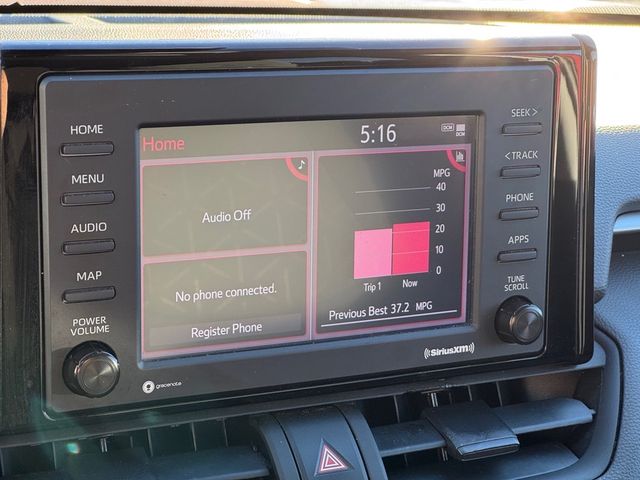 HOME
MENU
AUDIO
MAP
POWER
VOLUME
Home
5:16
DCM
DCM
Audio Off
No phone connected.
Register Phone
MPG
40
30
20
10
0
Trip 1 Now
Previous Best 37.2 MPG
gracenote
SiriusXM
SEEK >
< TRACK
PHONE
APPS
TUNE
SCROLL